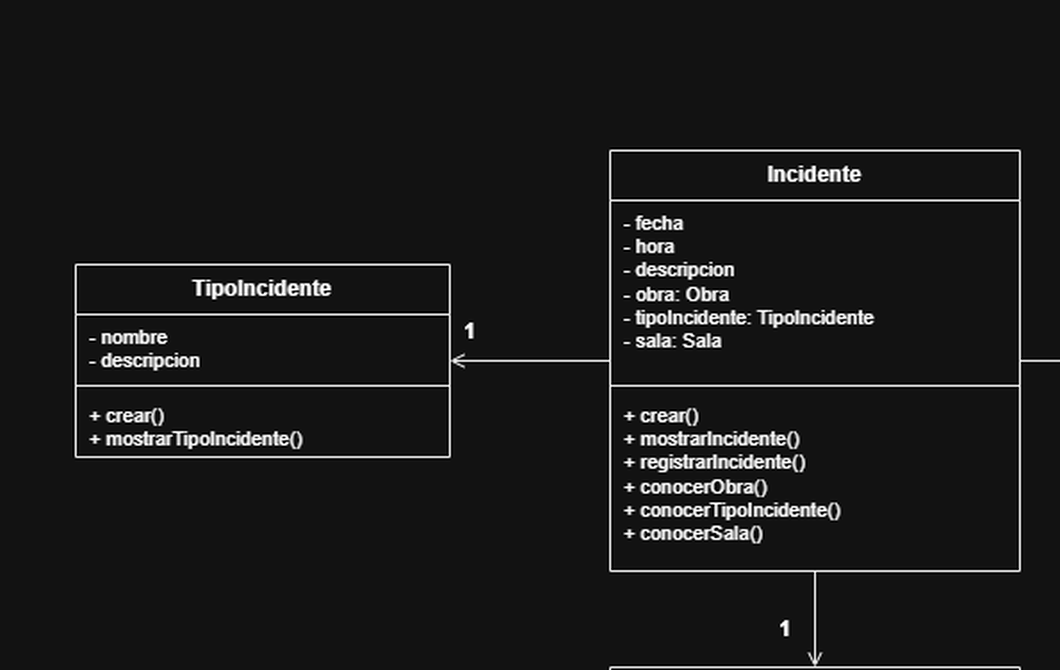 TipoIncidente
- nombre
- descripcion
+ crear()
+ mostrarTipoIncidente()
1
Incidente
- fecha
- hora
- descripcion
- obra: Obra
- tipoIncidente: TipoIncidente
- sala: Sala
+ crear()
+ mostrarIncidente()
+ registrarIncidente()
+ conocerObra()
+ conocerTipoIncidente()
+ conocerSala()
1